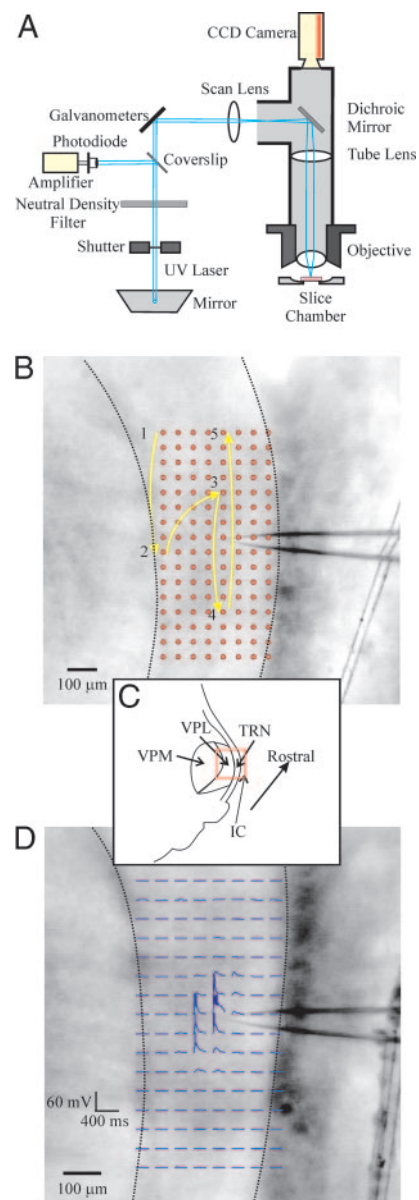 A
CCD Camera
Scan Lens
Galvanometers
Dichroic
Mirror
Photodiode
Coverslip
Tube Lens
Amplifier
Neutral Density
Filter
Shutter
Objective
UV Laser
Mirror
Slice
Chamber
B
1
5
3
2
4
100 µm
C
VPL
TRN
VPM
Rostral
IC
D
60 mV
400 ms
100 µm